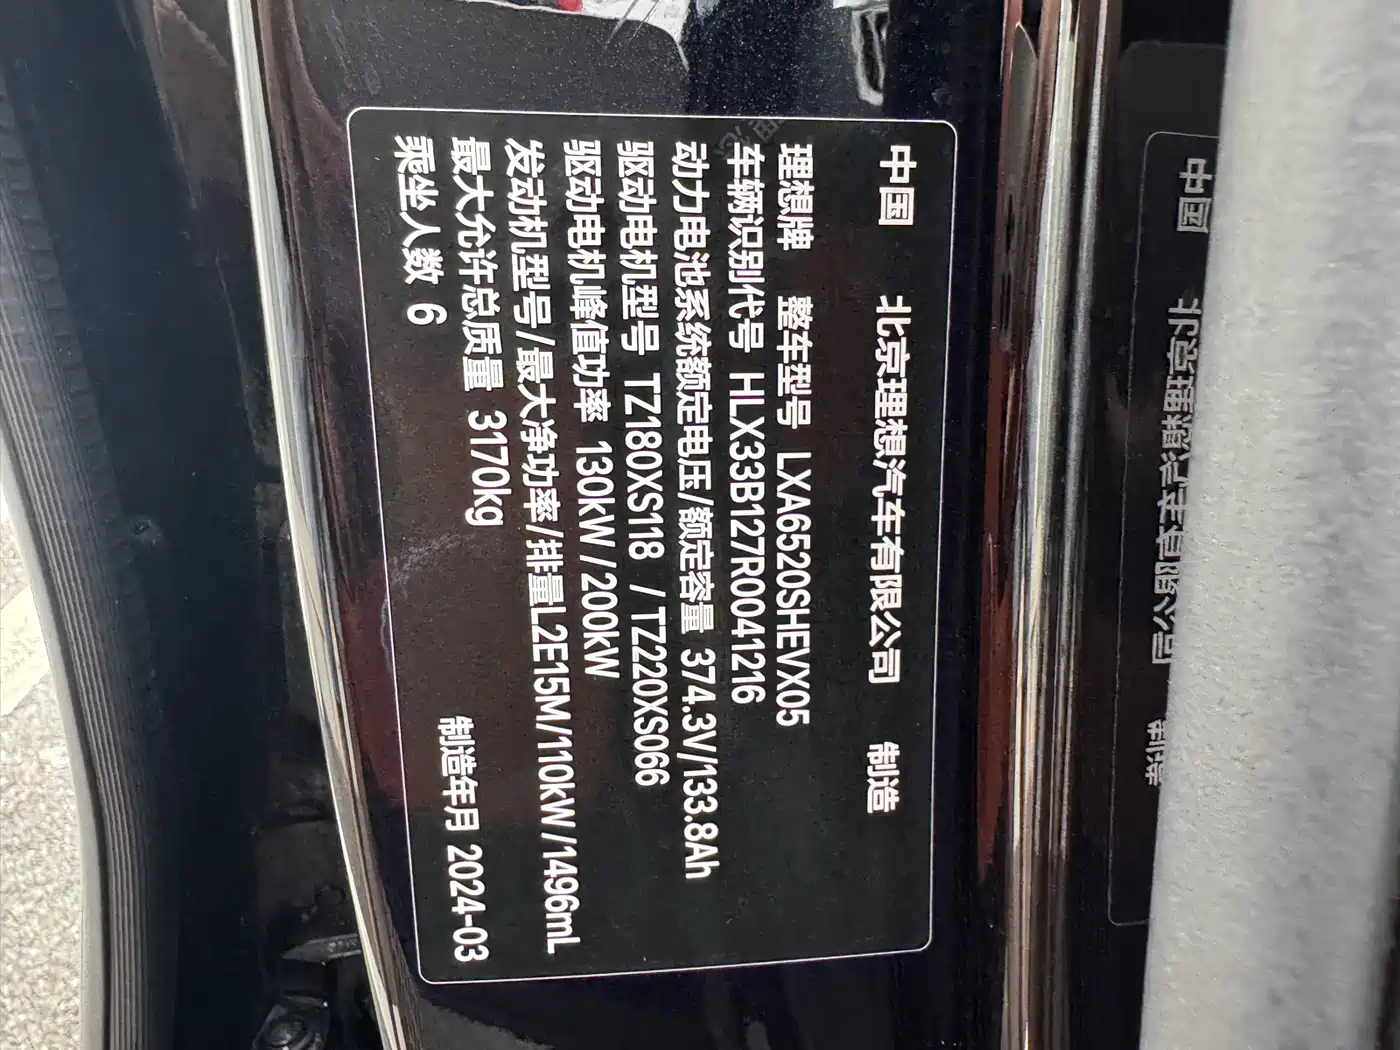 中国 北京理想汽车有限公司 制造
理想牌 整车型号 LXA6520SHEVX05
车辆识别代号 HLX33B127R0041216
动力电池系统额定电压/额定容量 374.3V/133.8Ah
驱动电机型号 TZ180XS118 /TZ220XS066
驱动电机峰值功率 130kW/200kW
发动机型号/最大净功率/排量L2E15M/110kW/1496mL
最大允许总质量 3170kg
乘坐人数 6
制造年月 2024-03